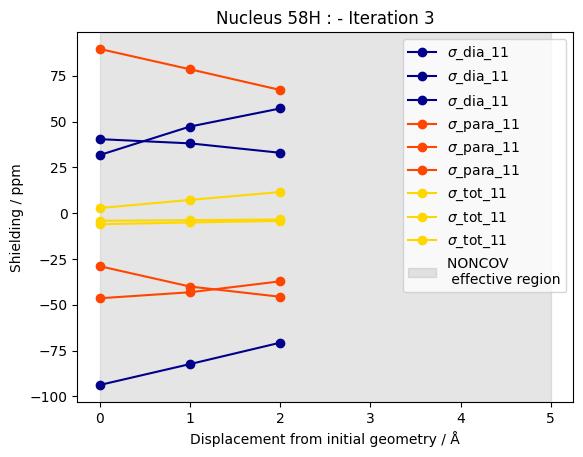 Nucleus 58H : - Iteration 3
Shielding / ppm
75
50
25
0
−25
−50
−75
−100
σ_dia_11
σ_dia_11
σ_dia_11
σ_para_11
σ_para_11
σ_para_11
σ_tot_11
σ_tot_11
σ_tot_11
NONCOV
effective region
0 1 2 3 4 5
Displacement from initial geometry / Å